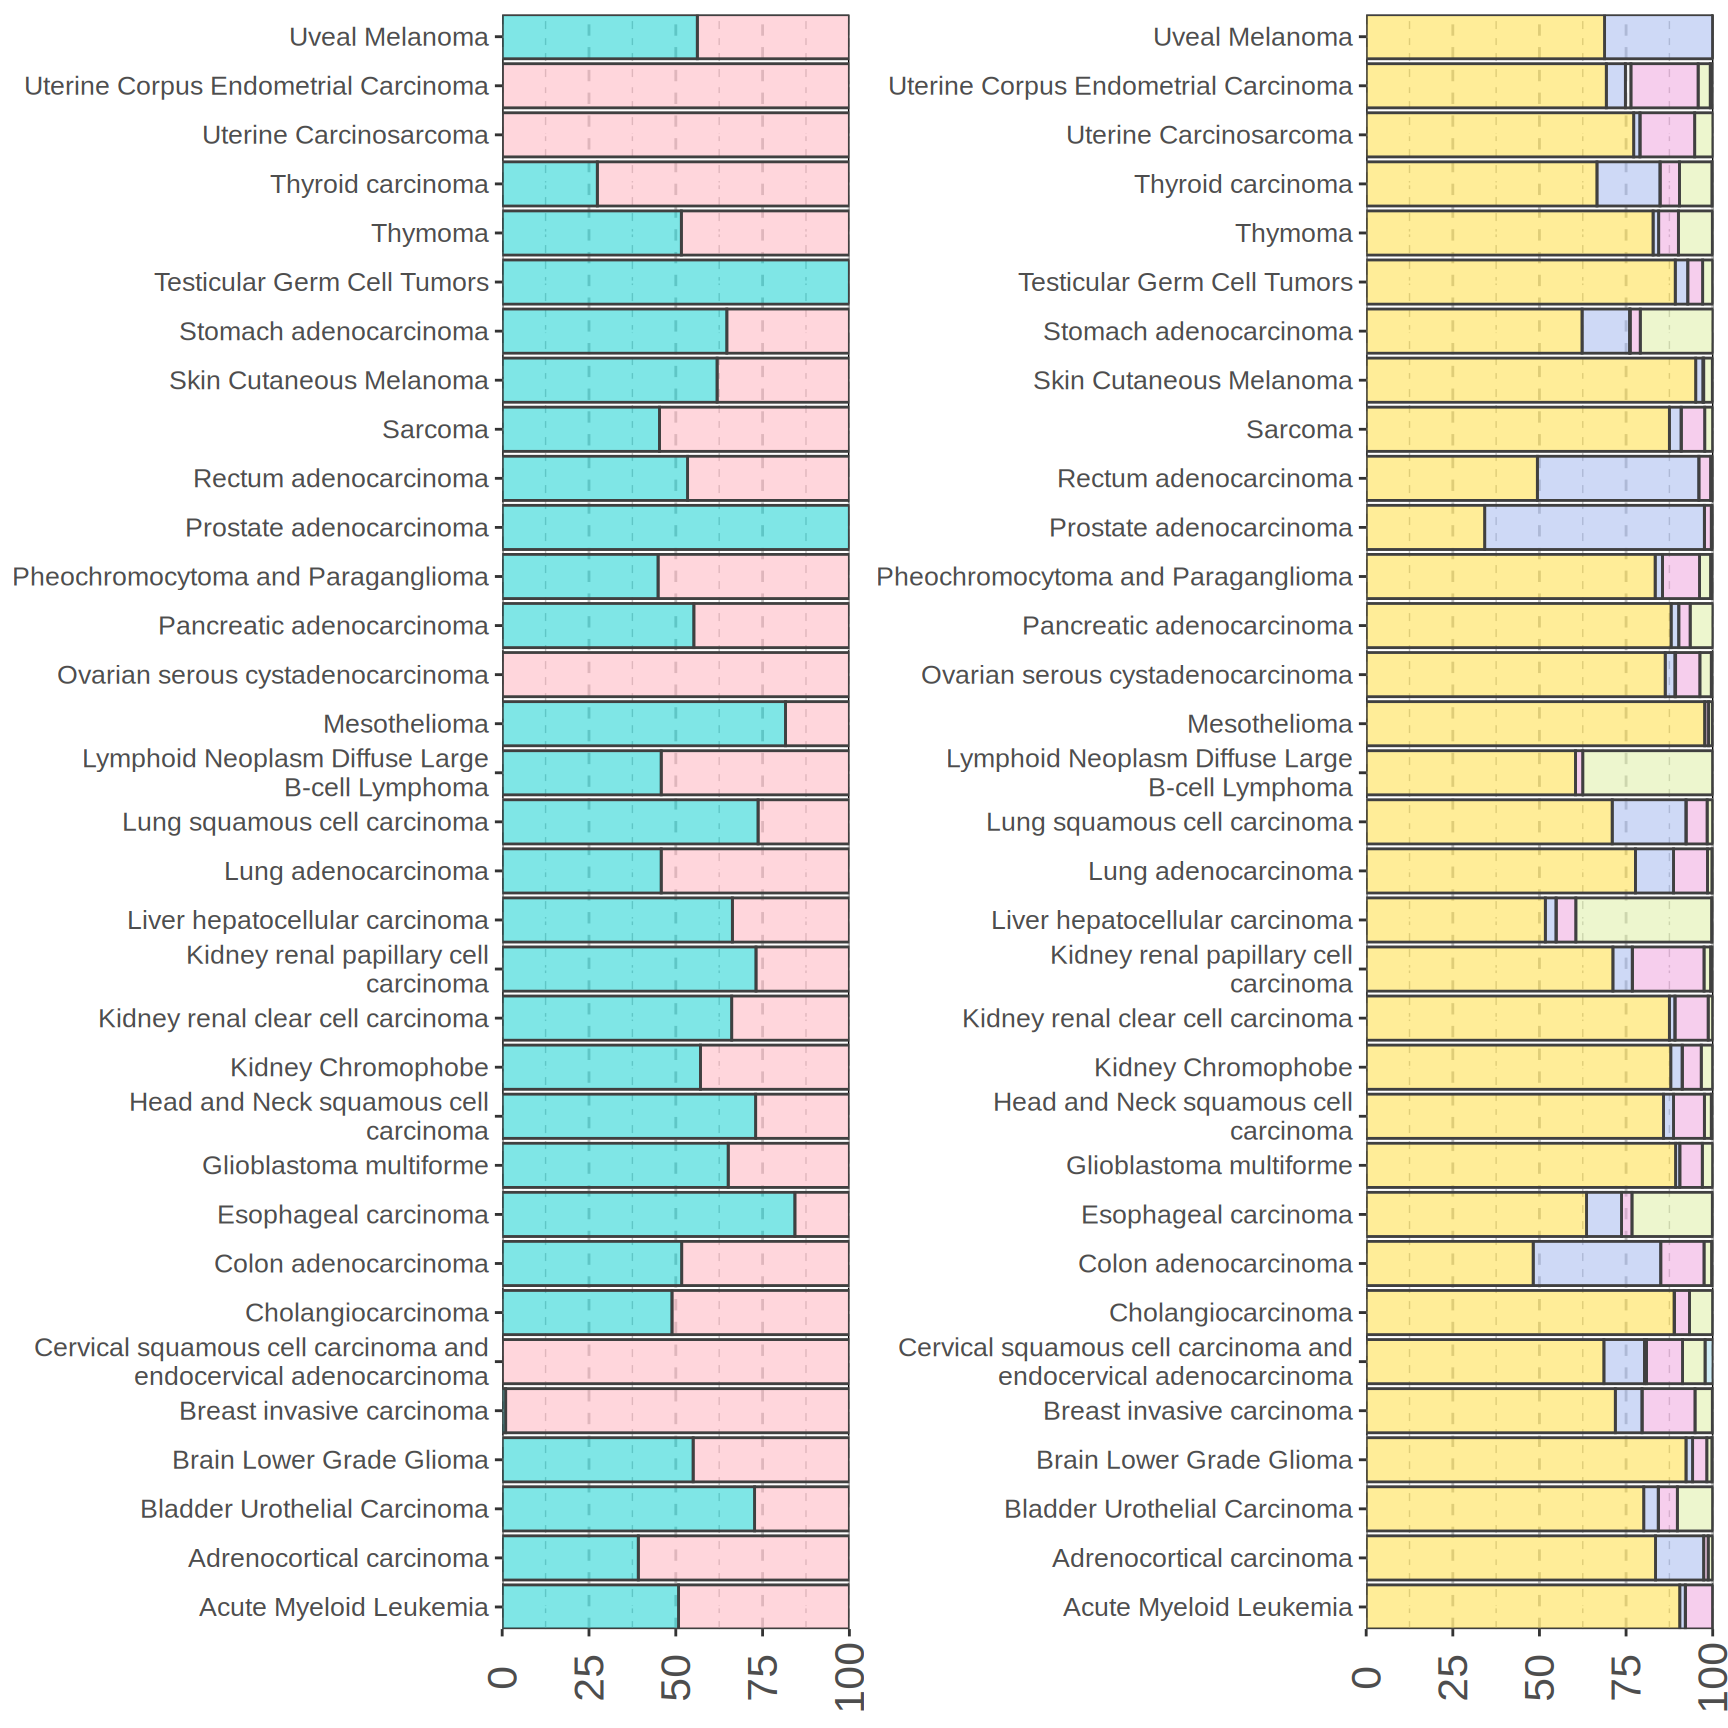 Uveal Melanoma
Uterine Corpus Endometrial Carcinoma
Uterine Carcinosarcoma
Thyroid carcinoma
Thymoma
Testicular Germ Cell Tumors
Stomach adenocarcinoma
Skin Cutaneous Melanoma
Sarcoma
Rectum adenocarcinoma
Prostate adenocarcinoma
Pheochromocytoma and Paraganglioma
Pancreatic adenocarcinoma
Ovarian serous cystadenocarcinoma
Mesothelioma
Lymphoid Neoplasm Diffuse Large
B-cell Lymphoma
Lung squamous cell carcinoma
Lung adenocarcinoma
Liver hepatocellular carcinoma
Kidney renal papillary cell
carcinoma
Kidney renal clear cell carcinoma
Kidney Chromophobe
Head and Neck squamous cell
carcinoma
Glioblastoma multiforme
Esophageal carcinoma
Colon adenocarcinoma
Cholangiocarcinoma
Cervical squamous cell carcinoma and
endocervical adenocarcinoma
Breast invasive carcinoma
Brain Lower Grade Glioma
Bladder Urothelial Carcinoma
Adrenocortical carcinoma
Acute Myeloid Leukemia
0
25
50
75
100
Uveal Melanoma
Uterine Corpus Endometrial Carcinoma
Uterine Carcinosarcoma
Thyroid carcinoma
Thymoma
Testicular Germ Cell Tumors
Stomach adenocarcinoma
Skin Cutaneous Melanoma
Sarcoma
Rectum adenocarcinoma
Prostate adenocarcinoma
Pheochromocytoma and Paraganglioma
Pancreatic adenocarcinoma
Ovarian serous cystadenocarcinoma
Mesothelioma
Lymphoid Neoplasm Diffuse Large
B-cell Lymphoma
Lung squamous cell carcinoma
Lung adenocarcinoma
Liver hepatocellular carcinoma
Kidney renal papillary cell
carcinoma
Kidney renal clear cell carcinoma
Kidney Chromophobe
Head and Neck squamous cell
carcinoma
Glioblastoma multiforme
Esophageal carcinoma
Colon adenocarcinoma
Cholangiocarcinoma
Cervical squamous cell carcinoma and
endocervical adenocarcinoma
Breast invasive carcinoma
Brain Lower Grade Glioma
Bladder Urothelial Carcinoma
Adrenocortical carcinoma
Acute Myeloid Leukemia
0
25
50
75
100